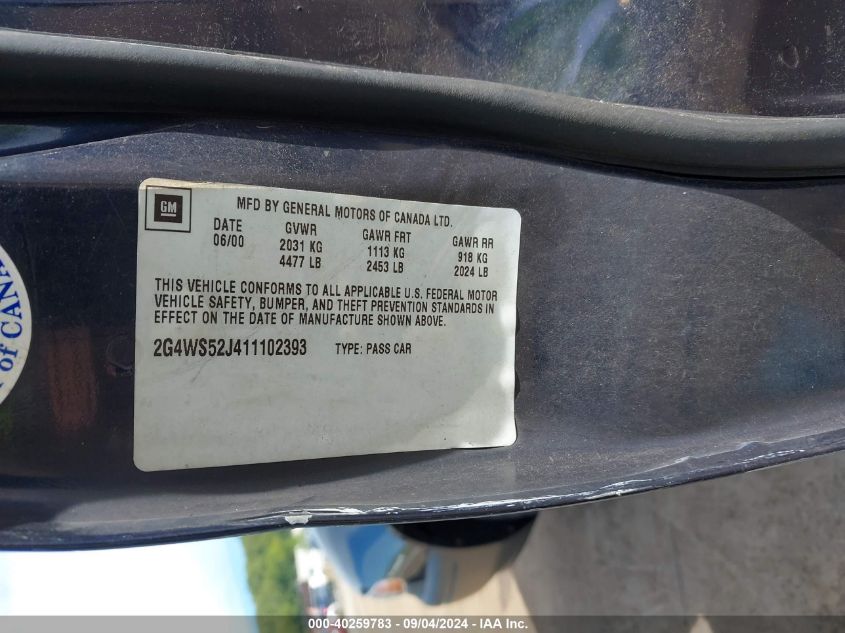 GM
MFD BY GENERAL MOTORS OF CANADA LTD.
DATE GVWR GAWR FRT GAWR RR
06/00 2031 KG 1113 KG 918 KG
4477 LB 2453 LB 2024 LB
THIS VEHICLE CONFORMS TO ALL APPLICABLE U.S. FEDERAL MOTOR
VEHICLE SAFETY, BUMPER, AND THEFT PREVENTION STANDARDS IN
EFFECT ON THE DATE OF MANUFACTURE SHOWN ABOVE.
2G4WS52J411102393 TYPE: PASS CAR
of CANA
000-40259783 - 09/04/2024 - IAA Inc.